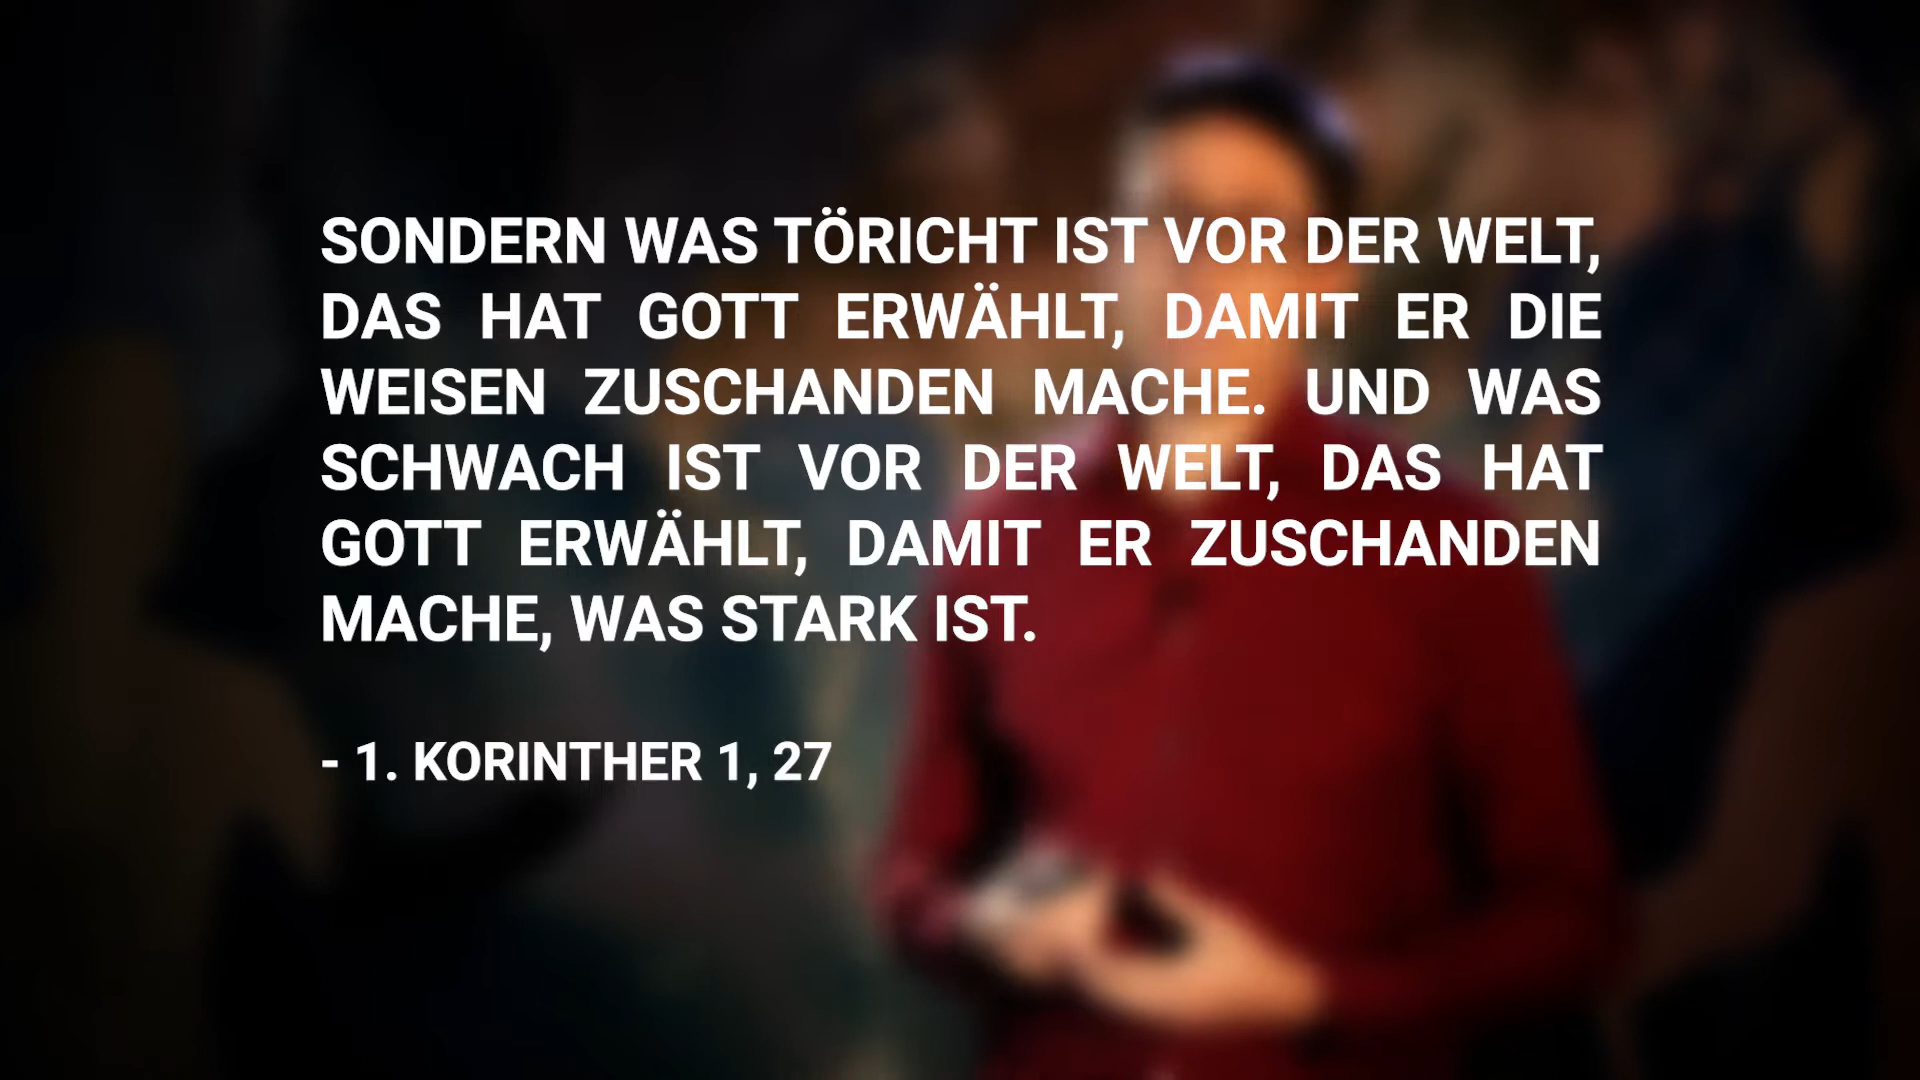 SONDERN WAS TÖRICHT IST VOR DER WELT,
DAS HAT GOTT ERWÄHLT, DAMIT ER DIE
WEISEN ZUSCHANDEN MACHE. UND WAS
SCHWACH IST VOR DER WELT, DAS HAT
GOTT ERWÄHLT, DAMIT ER ZUSCHANDEN
MACHE, WAS STARK IST.
- 1. KORINTHER 1, 27